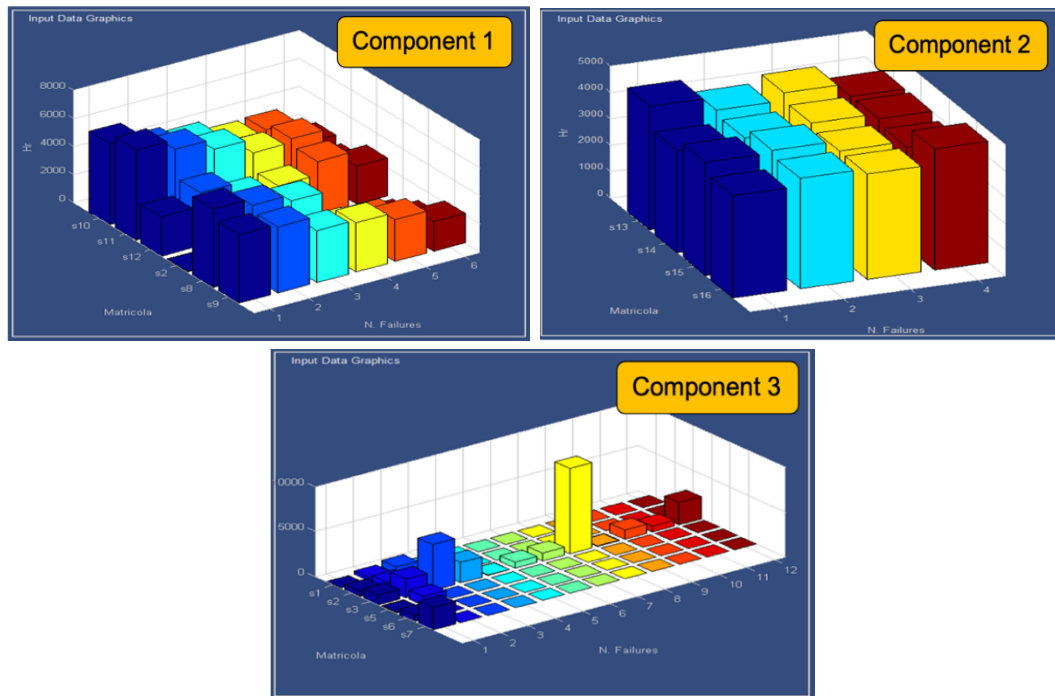 Input Data Graphics
Component 1
8000
6000
4000
2000
0
Hr
s10
s11
s12
s2
s8
s9
Matricola
1
2
3
4
5
6
N. Failures
Input Data Graphics
Component 2
5000
4000
3000
2000
1000
0
Hr
s13
s14
s15
s16
Matricola
1
2
3
4
N. Failures
Input Data Graphics
Component 3
0000
5000
0
s1
s2
s3
s5
s6
s7
Matricola
1
2
3
4
5
6
7
8
9
10
11
12
N. Failures